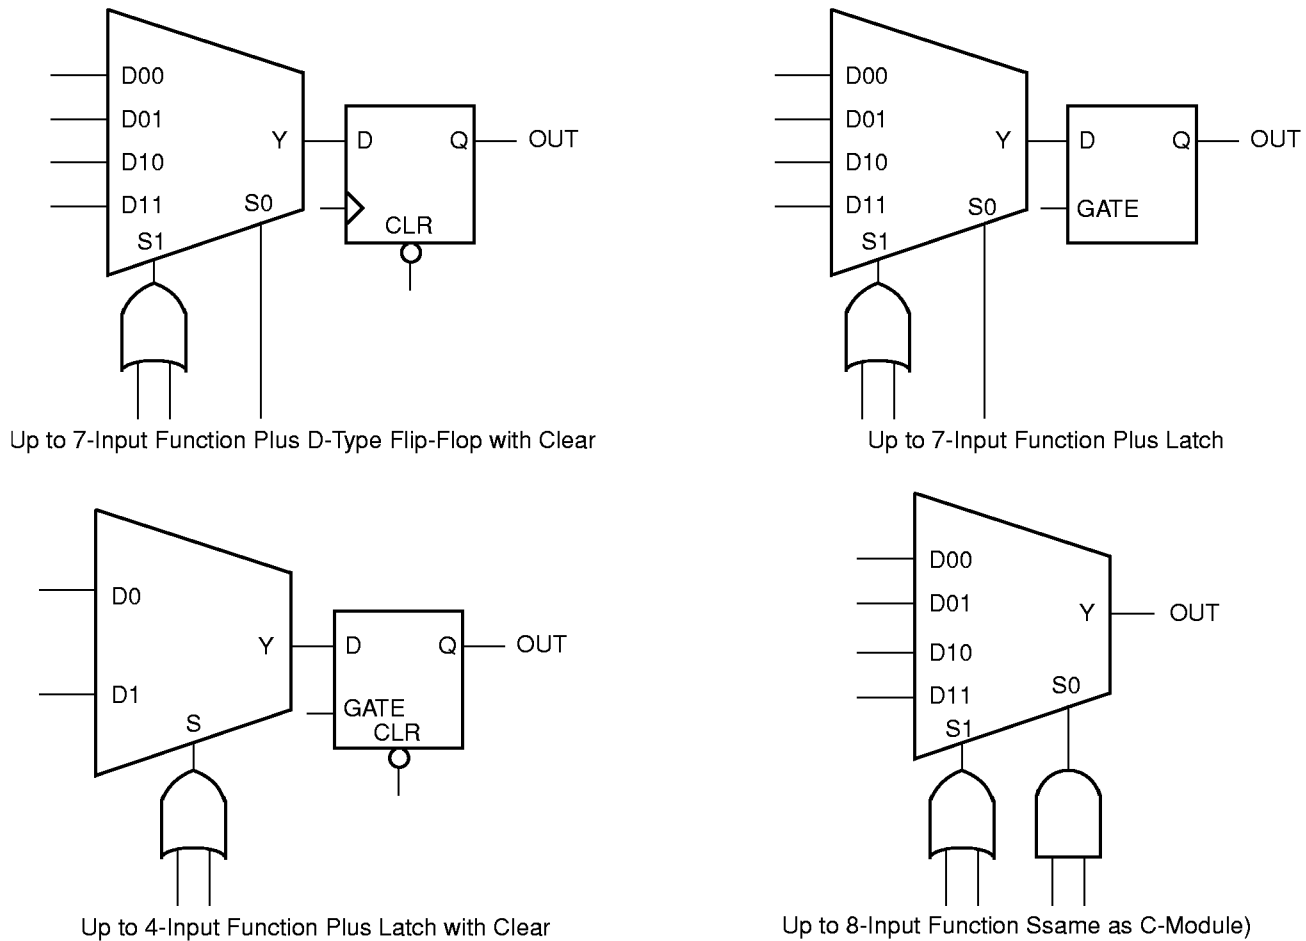 D00
D01
D10
D11
S1
S0
Y
D
Q
CLR
OUT
Up to 7-Input Function Plus D-Type Flip-Flop with Clear
D00
D01
D10
D11
S1
S0
Y
D
Q
GATE
OUT
Up to 7-Input Function Plus Latch
D0
D1
S
Y
D
Q
GATE
CLR
OUT
Up to 4-Input Function Plus Latch with Clear
D00
D01
D10
D11
S1
S0
Y
OUT
Up to 8-Input Function Ssame as C-Module)